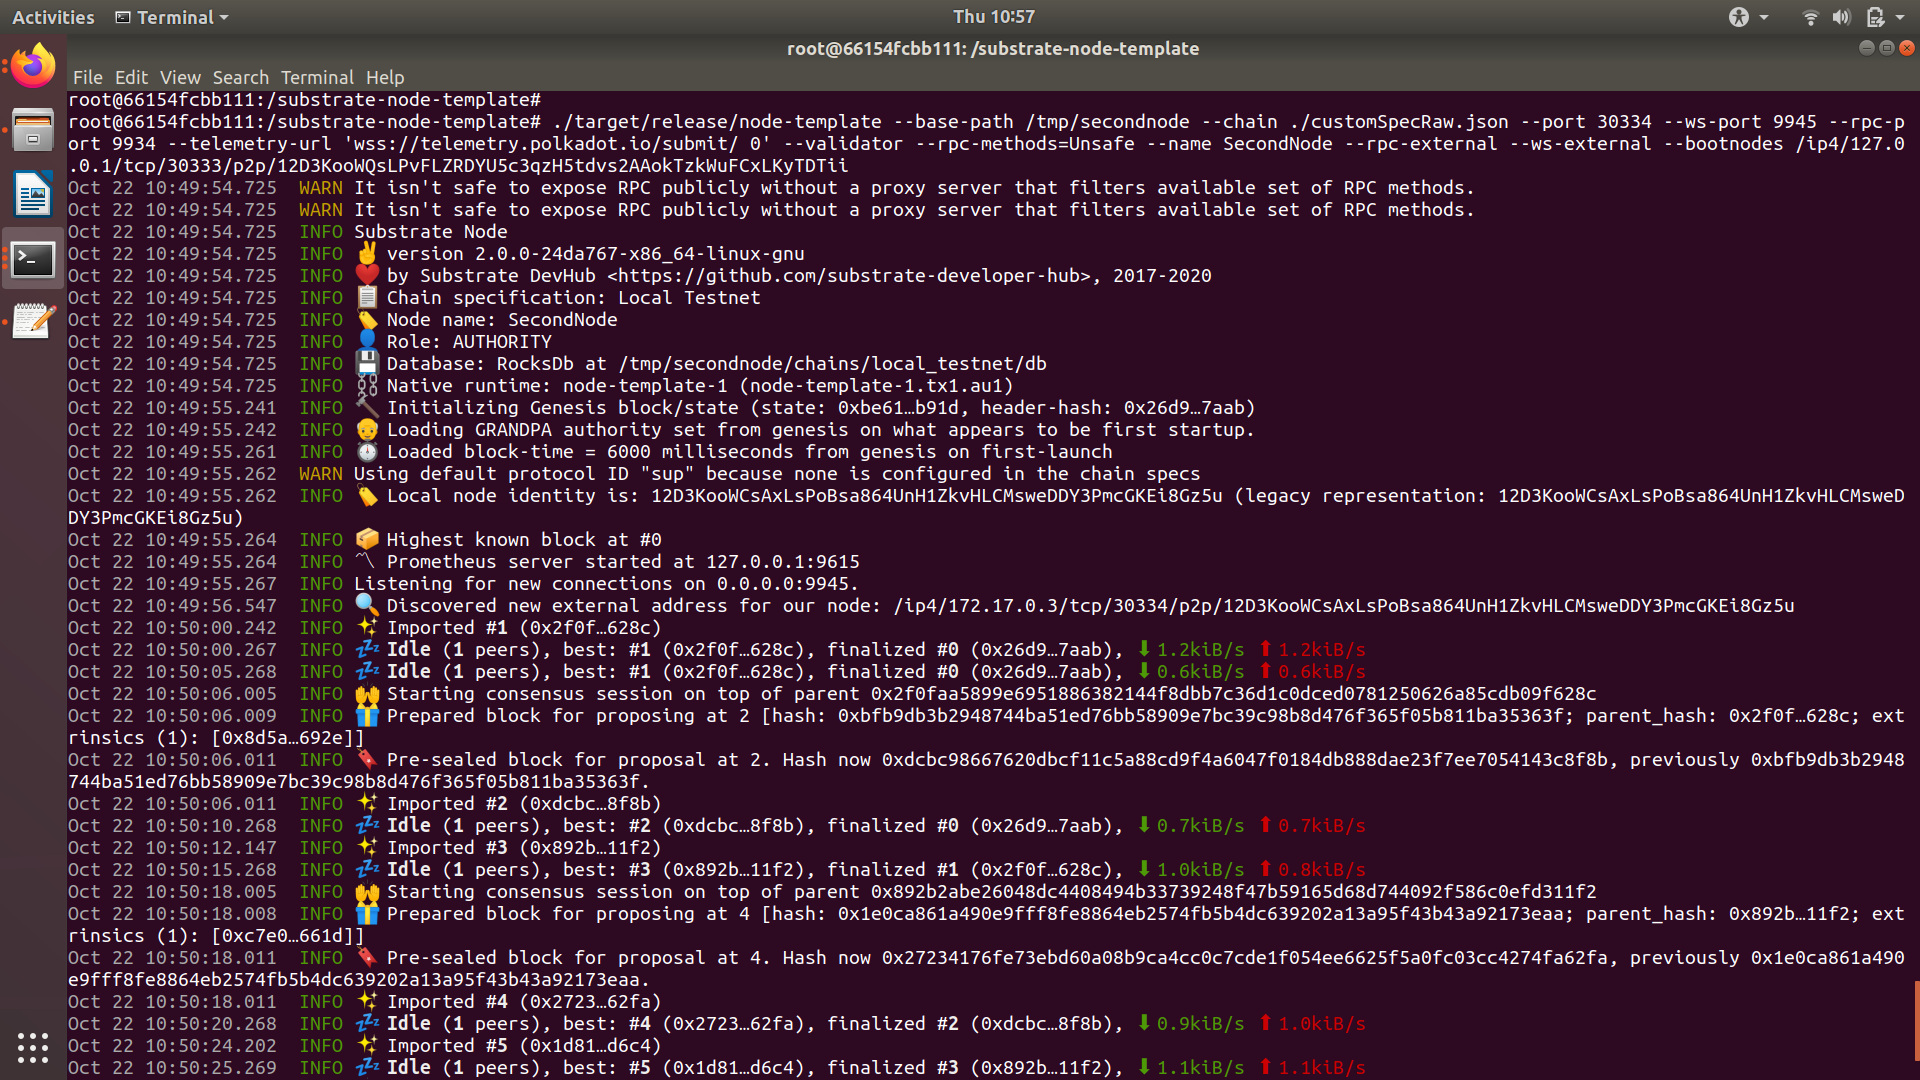 Activities Terminal Thu 10:57
root@66154fcbb111: /substrate-node-template
File Edit View Search Terminal Help
root@66154fcbb111:/substrate-node-template#
root@66154fcbb111:/substrate-node-template# ./target/release/node-template --base-path /tmp/secondnode --chain ./customSpecRaw.json --port 30334 --ws-port 9945 --rpc-p
ort 9934 --telemetry-url 'wss://telemetry.polkadot.io/submit/ 0' --validator --rpc-methods=Unsafe --name SecondNode --rpc-external --ws-external --bootnodes /ip4/127.0
.0.1/tcp/30333/p2p/12D3KooWQsLPvFLZRDYU5c3qzH5tdvs2AAokTzkWuFCxLKyTDTii
Oct 22 10:49:54.725 WARN It isn't safe to expose RPC publicly without a proxy server that filters available set of RPC methods.
Oct 22 10:49:54.725 WARN It isn't safe to expose RPC publicly without a proxy server that filters available set of RPC methods.
Oct 22 10:49:54.725 INFO Substrate Node
Oct 22 10:49:54.725 INFO ✌️ version 2.0.0-24da767-x86_64-linux-gnu
Oct 22 10:49:54.725 INFO ❤️ by Substrate DevHub <https://github.com/substrate-developer-hub>, 2017-2020
Oct 22 10:49:54.725 INFO 📋 Chain specification: Local Testnet
Oct 22 10:49:54.725 INFO 🏷 Node name: SecondNode
Oct 22 10:49:54.725 INFO 👤 Role: AUTHORITY
Oct 22 10:49:54.725 INFO 💾 Database: RocksDb at /tmp/secondnode/chains/local_testnet/db
Oct 22 10:49:54.725 INFO ⛓ Native runtime: node-template-1 (node-template-1.tx1.au1)
Oct 22 10:49:55.241 INFO 🔨 Initializing Genesis block/state (state: 0xbe61…b91d, header-hash: 0x26d9…7aab)
Oct 22 10:49:55.242 INFO 👴 Loading GRANDPA authority set from genesis on what appears to be first startup.
Oct 22 10:49:55.261 INFO ⏱ Loaded block-time = 6000 milliseconds from genesis on first-launch
Oct 22 10:49:55.262 WARN Using default protocol ID "sup" because none is configured in the chain specs
Oct 22 10:49:55.262 INFO 🏷 Local node identity is: 12D3KooWCsAxLsPoBsa864UnH1ZkvHLCMsweDDY3PmcGKEi8Gz5u (legacy representation: 12D3KooWCsAxLsPoBsa864UnH1ZkvHLCMsweD
DY3PmcGKEi8Gz5u)
Oct 22 10:49:55.264 INFO 📦 Highest known block at #0
Oct 22 10:49:55.264 INFO 〽️ Prometheus server started at 127.0.0.1:9615
Oct 22 10:49:55.267 INFO Listening for new connections on 0.0.0.0:9945.
Oct 22 10:49:56.547 INFO 🔍 Discovered new external address for our node: /ip4/172.17.0.3/tcp/30334/p2p/12D3KooWCsAxLsPoBsa864UnH1ZkvHLCMsweDDY3PmcGKEi8Gz5u
Oct 22 10:50:00.242 INFO ✨ Imported #1 (0x2f0f…628c)
Oct 22 10:50:00.267 INFO 💤 Idle (1 peers), best: #1 (0x2f0f…628c), finalized #0 (0x26d9…7aab), ⬇ 1.2kiB/s ⬆ 1.2kiB/s
Oct 22 10:50:05.268 INFO 💤 Idle (1 peers), best: #1 (0x2f0f…628c), finalized #0 (0x26d9…7aab), ⬇ 0.6kiB/s ⬆ 0.6kiB/s
Oct 22 10:50:06.005 INFO 🙌 Starting consensus session on top of parent 0x2f0faa5899e6951886382144f8dbb7c36d1c0dced0781250626a85cdb09f628c
Oct 22 10:50:06.009 INFO 🎁 Prepared block for proposing at 2 [hash: 0xbfb9db3b2948744ba51ed76bb58909e7bc39c98b8d476f365f05b811ba35363f; parent_hash: 0x2f0f…628c; ext
rinsics (1): [0x8d5a…692e]]
Oct 22 10:50:06.011 INFO 🔖 Pre-sealed block for proposal at 2. Hash now 0xdcbc98667620dbcf11c5a88cd9f4a6047f0184db888dae23f7ee7054143c8f8b, previously 0xbfb9db3b2948
744ba51ed76bb58909e7bc39c98b8d476f365f05b811ba35363f.
Oct 22 10:50:06.011 INFO ✨ Imported #2 (0xdcbc…8f8b)
Oct 22 10:50:10.268 INFO 💤 Idle (1 peers), best: #2 (0xdcbc…8f8b), finalized #0 (0x26d9…7aab), ⬇ 0.7kiB/s ⬆ 0.7kiB/s
Oct 22 10:50:12.147 INFO ✨ Imported #3 (0x892b…11f2)
Oct 22 10:50:15.268 INFO 💤 Idle (1 peers), best: #3 (0x892b…11f2), finalized #1 (0x2f0f…628c), ⬇ 1.0kiB/s ⬆ 0.8kiB/s
Oct 22 10:50:18.005 INFO 🙌 Starting consensus session on top of parent 0x892b2abe26048dc4408494b33739248f47b59165d68d744092f586c0efd311f2
Oct 22 10:50:18.008 INFO 🎁 Prepared block for proposing at 4 [hash: 0x1e0ca861a490e9fff8fe8864eb2574fb5b4dc639202a13a95f43b43a92173eaa; parent_hash: 0x892b…11f2; ext
rinsics (1): [0xc7e0…661d]]
Oct 22 10:50:18.011 INFO 🔖 Pre-sealed block for proposal at 4. Hash now 0x27234176fe73ebd60a08b9ca4cc0c7cde1f054ee6625f5a0fc03cc4274fa62fa, previously 0x1e0ca861a490
e9fff8fe8864eb2574fb5b4dc639202a13a95f43b43a92173eaa.
Oct 22 10:50:18.011 INFO ✨ Imported #4 (0x2723…62fa)
Oct 22 10:50:20.268 INFO 💤 Idle (1 peers), best: #4 (0x2723…62fa), finalized #2 (0xdcbc…8f8b), ⬇ 0.9kiB/s ⬆ 1.0kiB/s
Oct 22 10:50:24.202 INFO ✨ Imported #5 (0x1d81…d6c4)
Oct 22 10:50:25.269 INFO 💤 Idle (1 peers), best: #5 (0x1d81…d6c4), finalized #3 (0x892b…11f2), ⬇ 1.1kiB/s ⬆ 1.1kiB/s